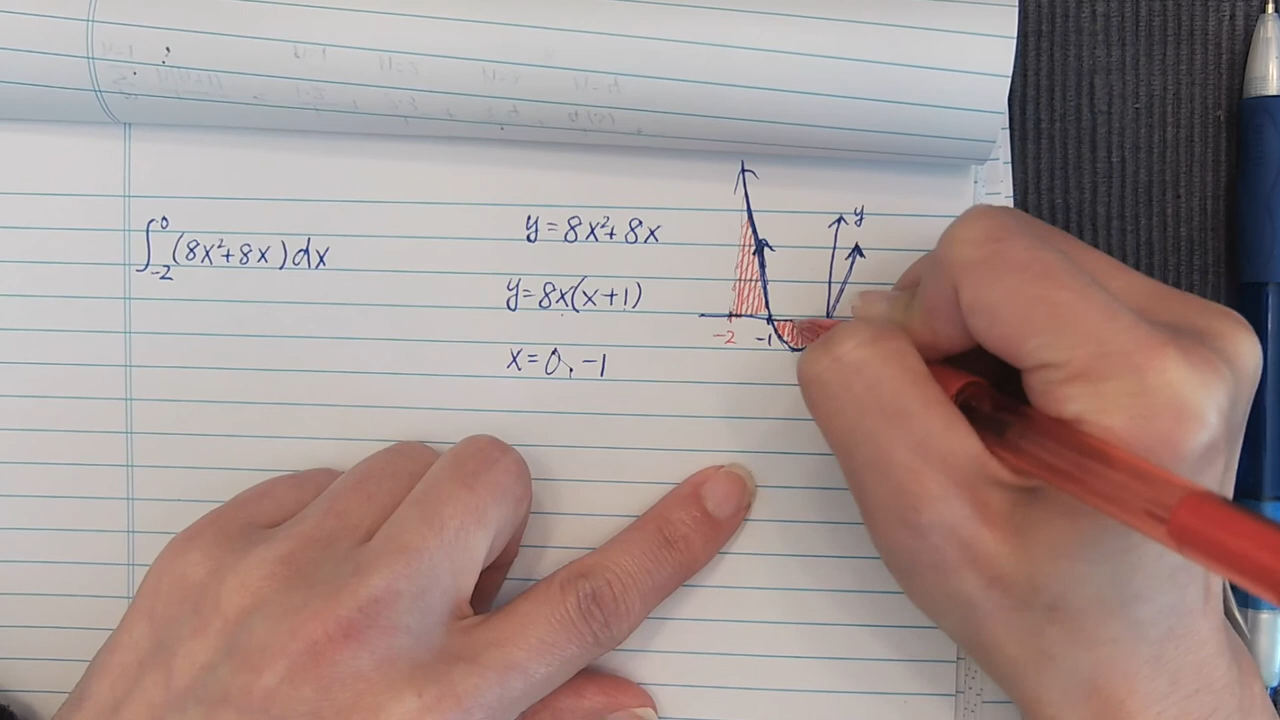 ∫₋₂⁰ (8x²+8x) dx
y = 8x²+8x
y = 8x(x+1)
x = 0, -1
y
-2 -1